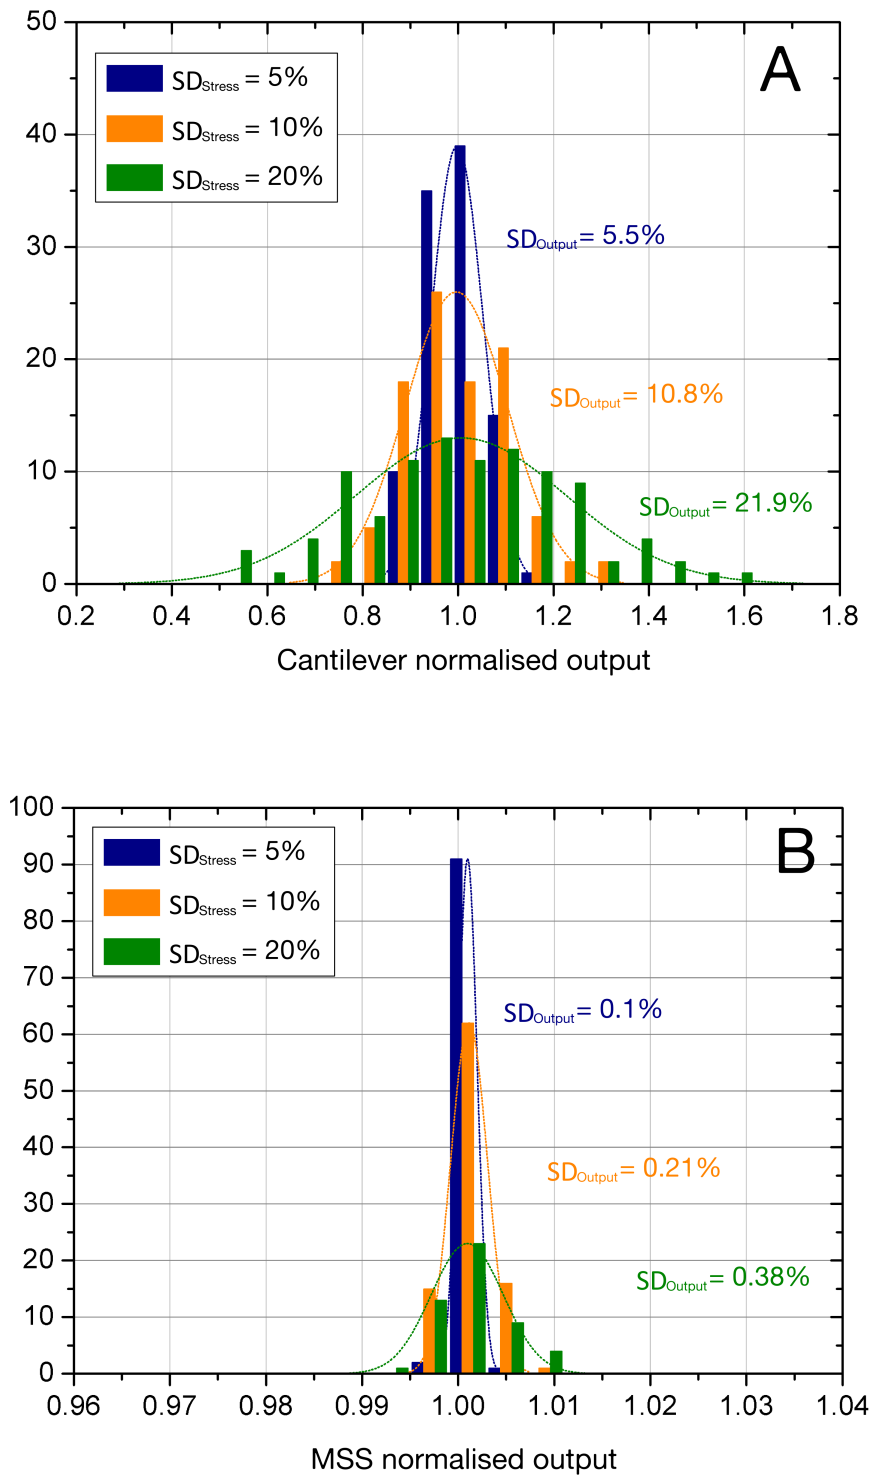 50
A
SDStress = 5%
SDStress = 10%
SDStress = 20%
40
30
20
10
0
SDOutput = 5.5%
SDOutput = 10.8%
SDOutput = 21.9%
0.2 0.4 0.6 0.8 1.0 1.2 1.4 1.6 1.8
Cantilever normalised output
100
B
SDStress = 5%
SDStress = 10%
SDStress = 20%
90
80
70
60
50
40
30
20
10
0
SDOutput = 0.1%
SDOutput = 0.21%
SDOutput = 0.38%
0.96 0.97 0.98 0.99 1.00 1.01 1.02 1.03 1.04
MSS normalised output